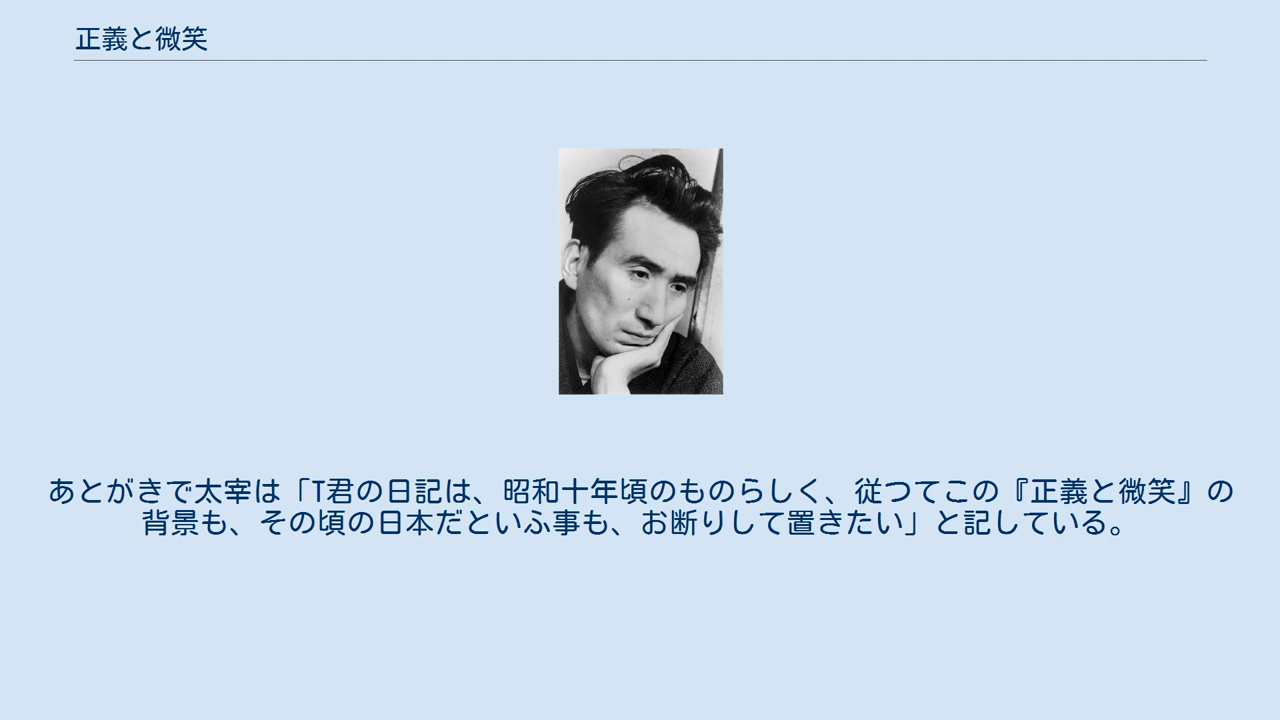 正義と微笑
あとがきで太宰は「T君の日記は、昭和十年頃のものらしく、従つてこの『正義と微笑』の
背景も、その頃の日本だといふ事も、お断りして置きたい」と記している。